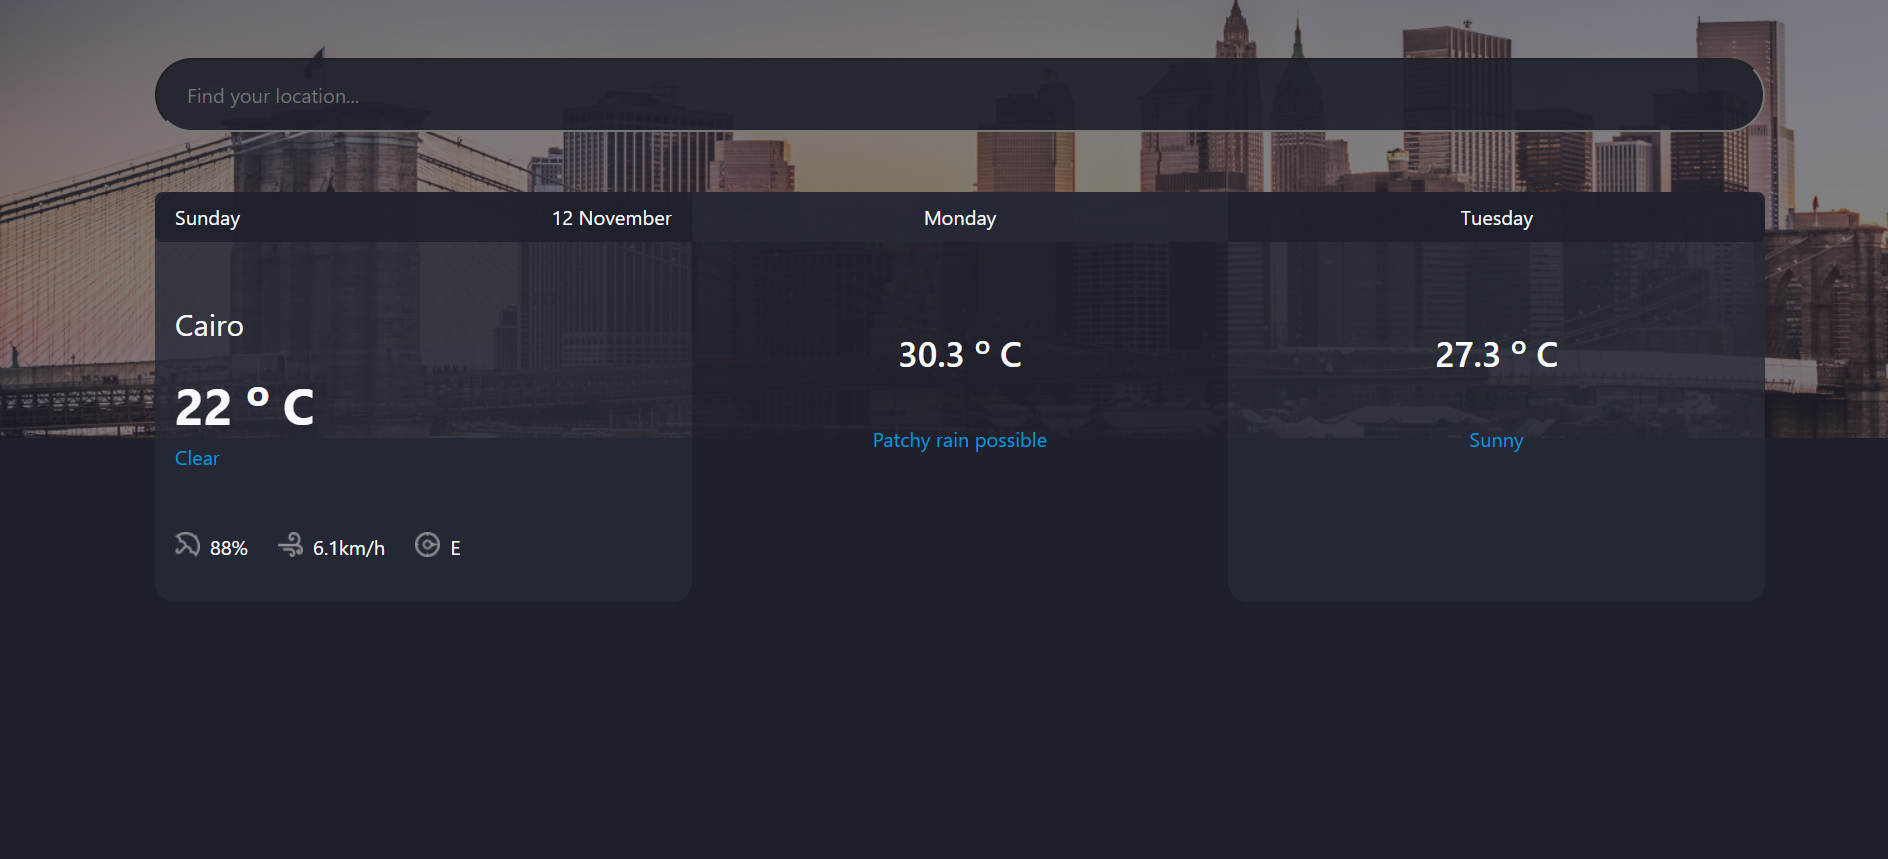 Find your location...
Sunday
12 November
Monday
Tuesday
Cairo
22 o C
Clear
88%
6.1km/h
E
30.3 o C
Patchy rain possible
27.3 o C
Sunny